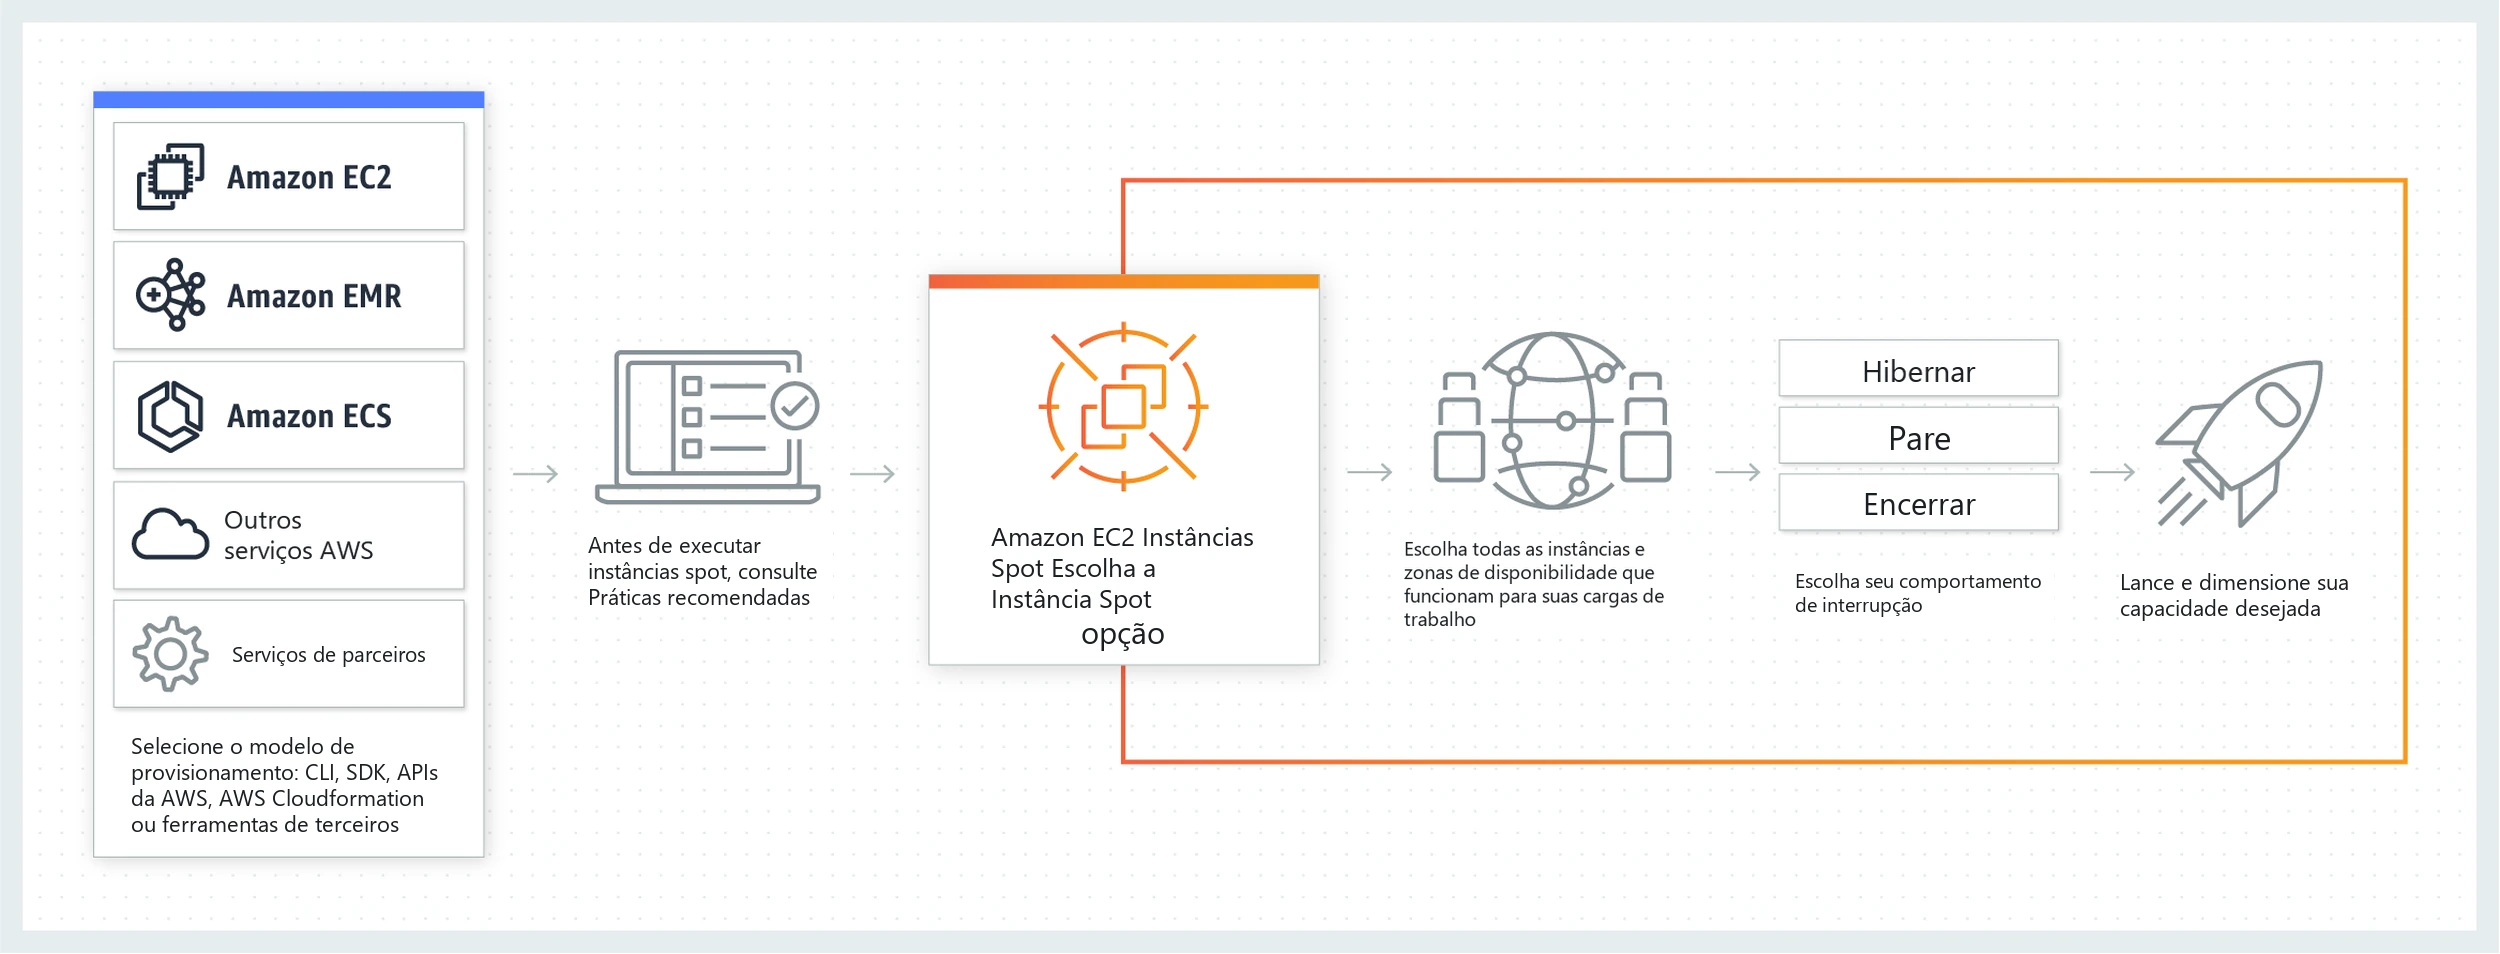 Amazon EC2
Amazon EMR
Amazon ECS
Outros
serviços AWS
Serviços de parceiros
Selecione o modelo de
provisionamento: CLI, SDK, APIs
da AWS, AWS Cloudformation
ou ferramentas de terceiros
Antes de executar
instâncias spot, consulte
Práticas recomendadas
Amazon EC2 Instâncias
Spot Escolha a
Instância Spot
opção
Escolha todas as instâncias e
zonas de disponibilidade que
funcionam para suas cargas de
trabalho
Hibernar
Pare
Encerrar
Escolha seu comportamento
de interrupção
Lance e dimensione sua
capacidade desejada